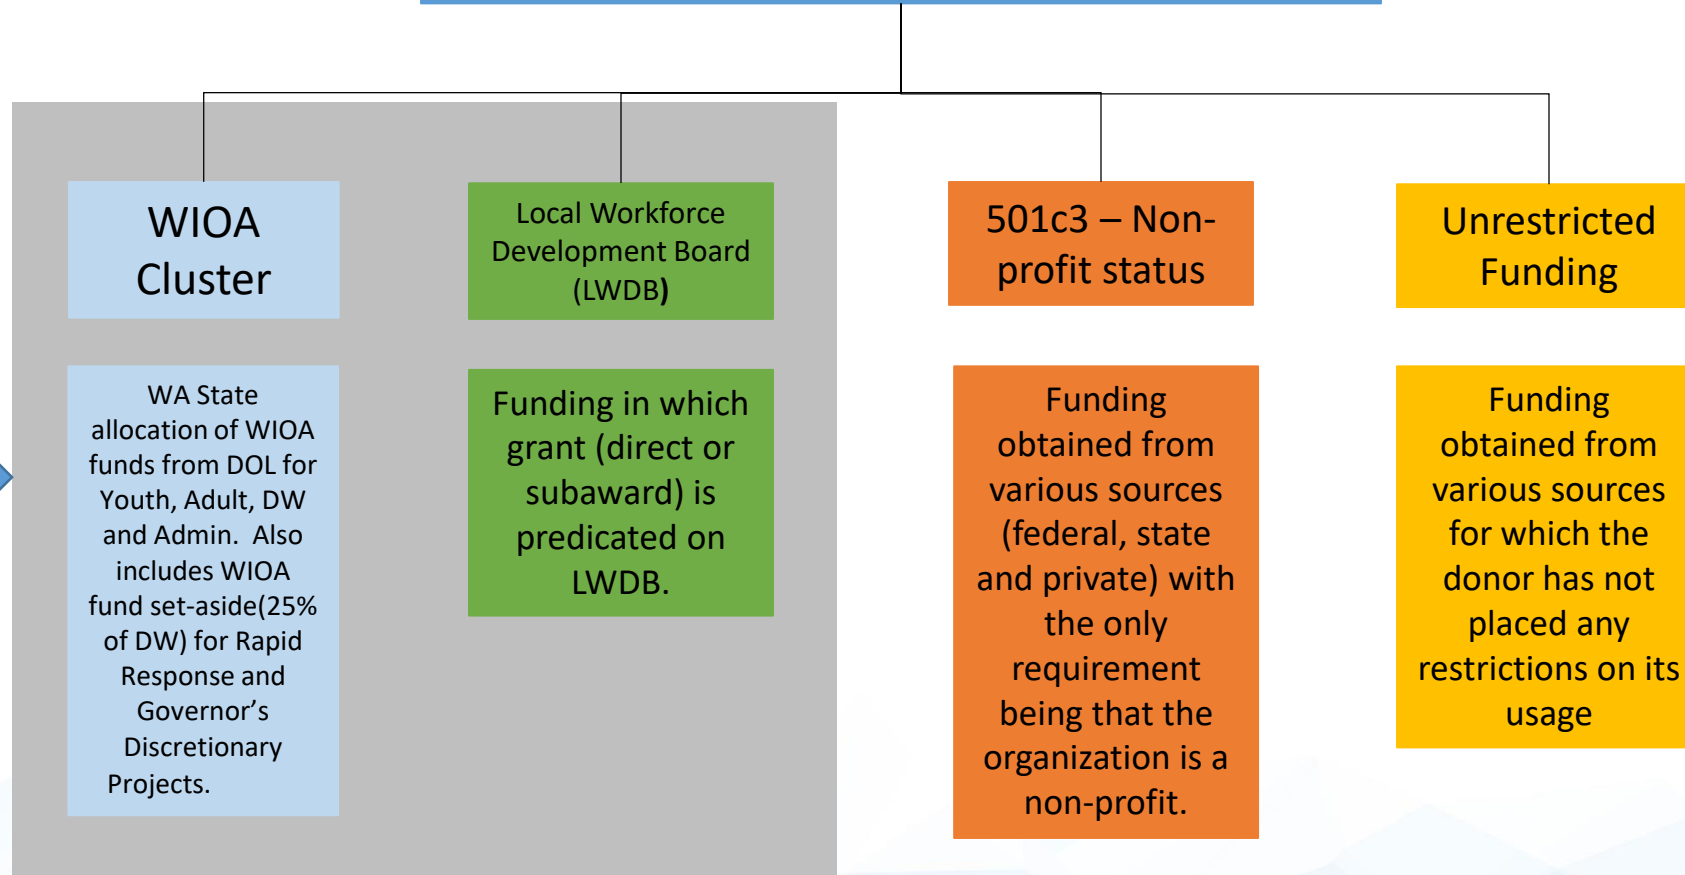 WIOA
Cluster
Local Workforce
Development Board
(LWDB)
501c3 – Non-
profit status
Unrestricted
Funding
WA State
allocation of WIOA
funds from DOL for
Youth, Adult, DW
and Admin.  Also
includes WIOA
fund set-aside(25%
of DW) for Rapid
Response and
Governor’s
Discretionary
Projects.
Funding in which
grant (direct or
subaward) is
predicated on
LWDB.
Funding
obtained from
various sources
(federal, state
and private) with
the only
requirement
being that the
organization is a
non-profit.
Funding
obtained from
various sources
for which the
donor has not
placed any
restrictions on its
usage